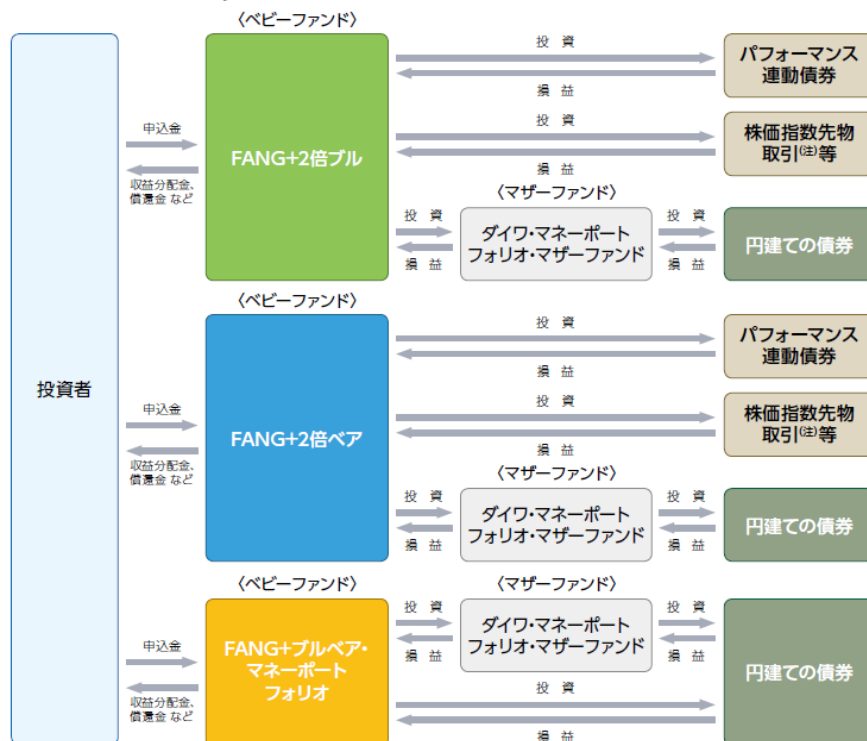 〈ベビーファンド〉
投 資
パフォーマンス
連動債券
損 益
申込金
投 資
FANG+2倍ブル
株価指数先物
取引(注)等
収益分配金、
償還金 など
損 益
〈マザーファンド〉
投 資
ダイワ・マネーポート
フォリオ・マザーファンド
投 資
円建ての債券
損 益
損 益
〈ベビーファンド〉
投 資
パフォーマンス
連動債券
損 益
投資者
申込金
投 資
FANG+2倍ベア
株価指数先物
取引(注)等
収益分配金、
償還金 など
損 益
〈マザーファンド〉
投 資
ダイワ・マネーポート
フォリオ・マザーファンド
投 資
円建ての債券
損 益
損 益
〈ベビーファンド〉
〈マザーファンド〉
投 資
ダイワ・マネーポート
フォリオ・マザーファンド
投 資
申込金
FANG+ブルベア・
マネーポート
フォリオ
損 益
損 益
円建ての債券
収益分配金、
償還金 など
投 資
損 益